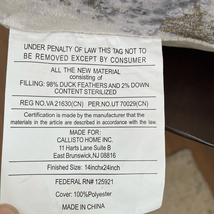 UNDER PENALTY OF LAW THIS TAG NOT TO
BE REMOVED EXCEPT BY CONSUMER
ALL THE NEW MATERIAL
consisting of
FILLING: 98% DUCK FEATHERS AND 2% DOWN
CONTENT STERILIZED
REG.NO.VA 21630(CN) PER.NO.UT 70029(CN)
Certification is made by the manufacturer that the
materials in the article are described in accordance with law.
MADE FOR:
CALLISTO HOME INC.
11 Harts Lane Suite B
East Brunswick, NJ 08816
Finished Size: 14inchx24inch
FEDERAL RN# 125921
Cover: 100%Polyester
MADE IN CHINA